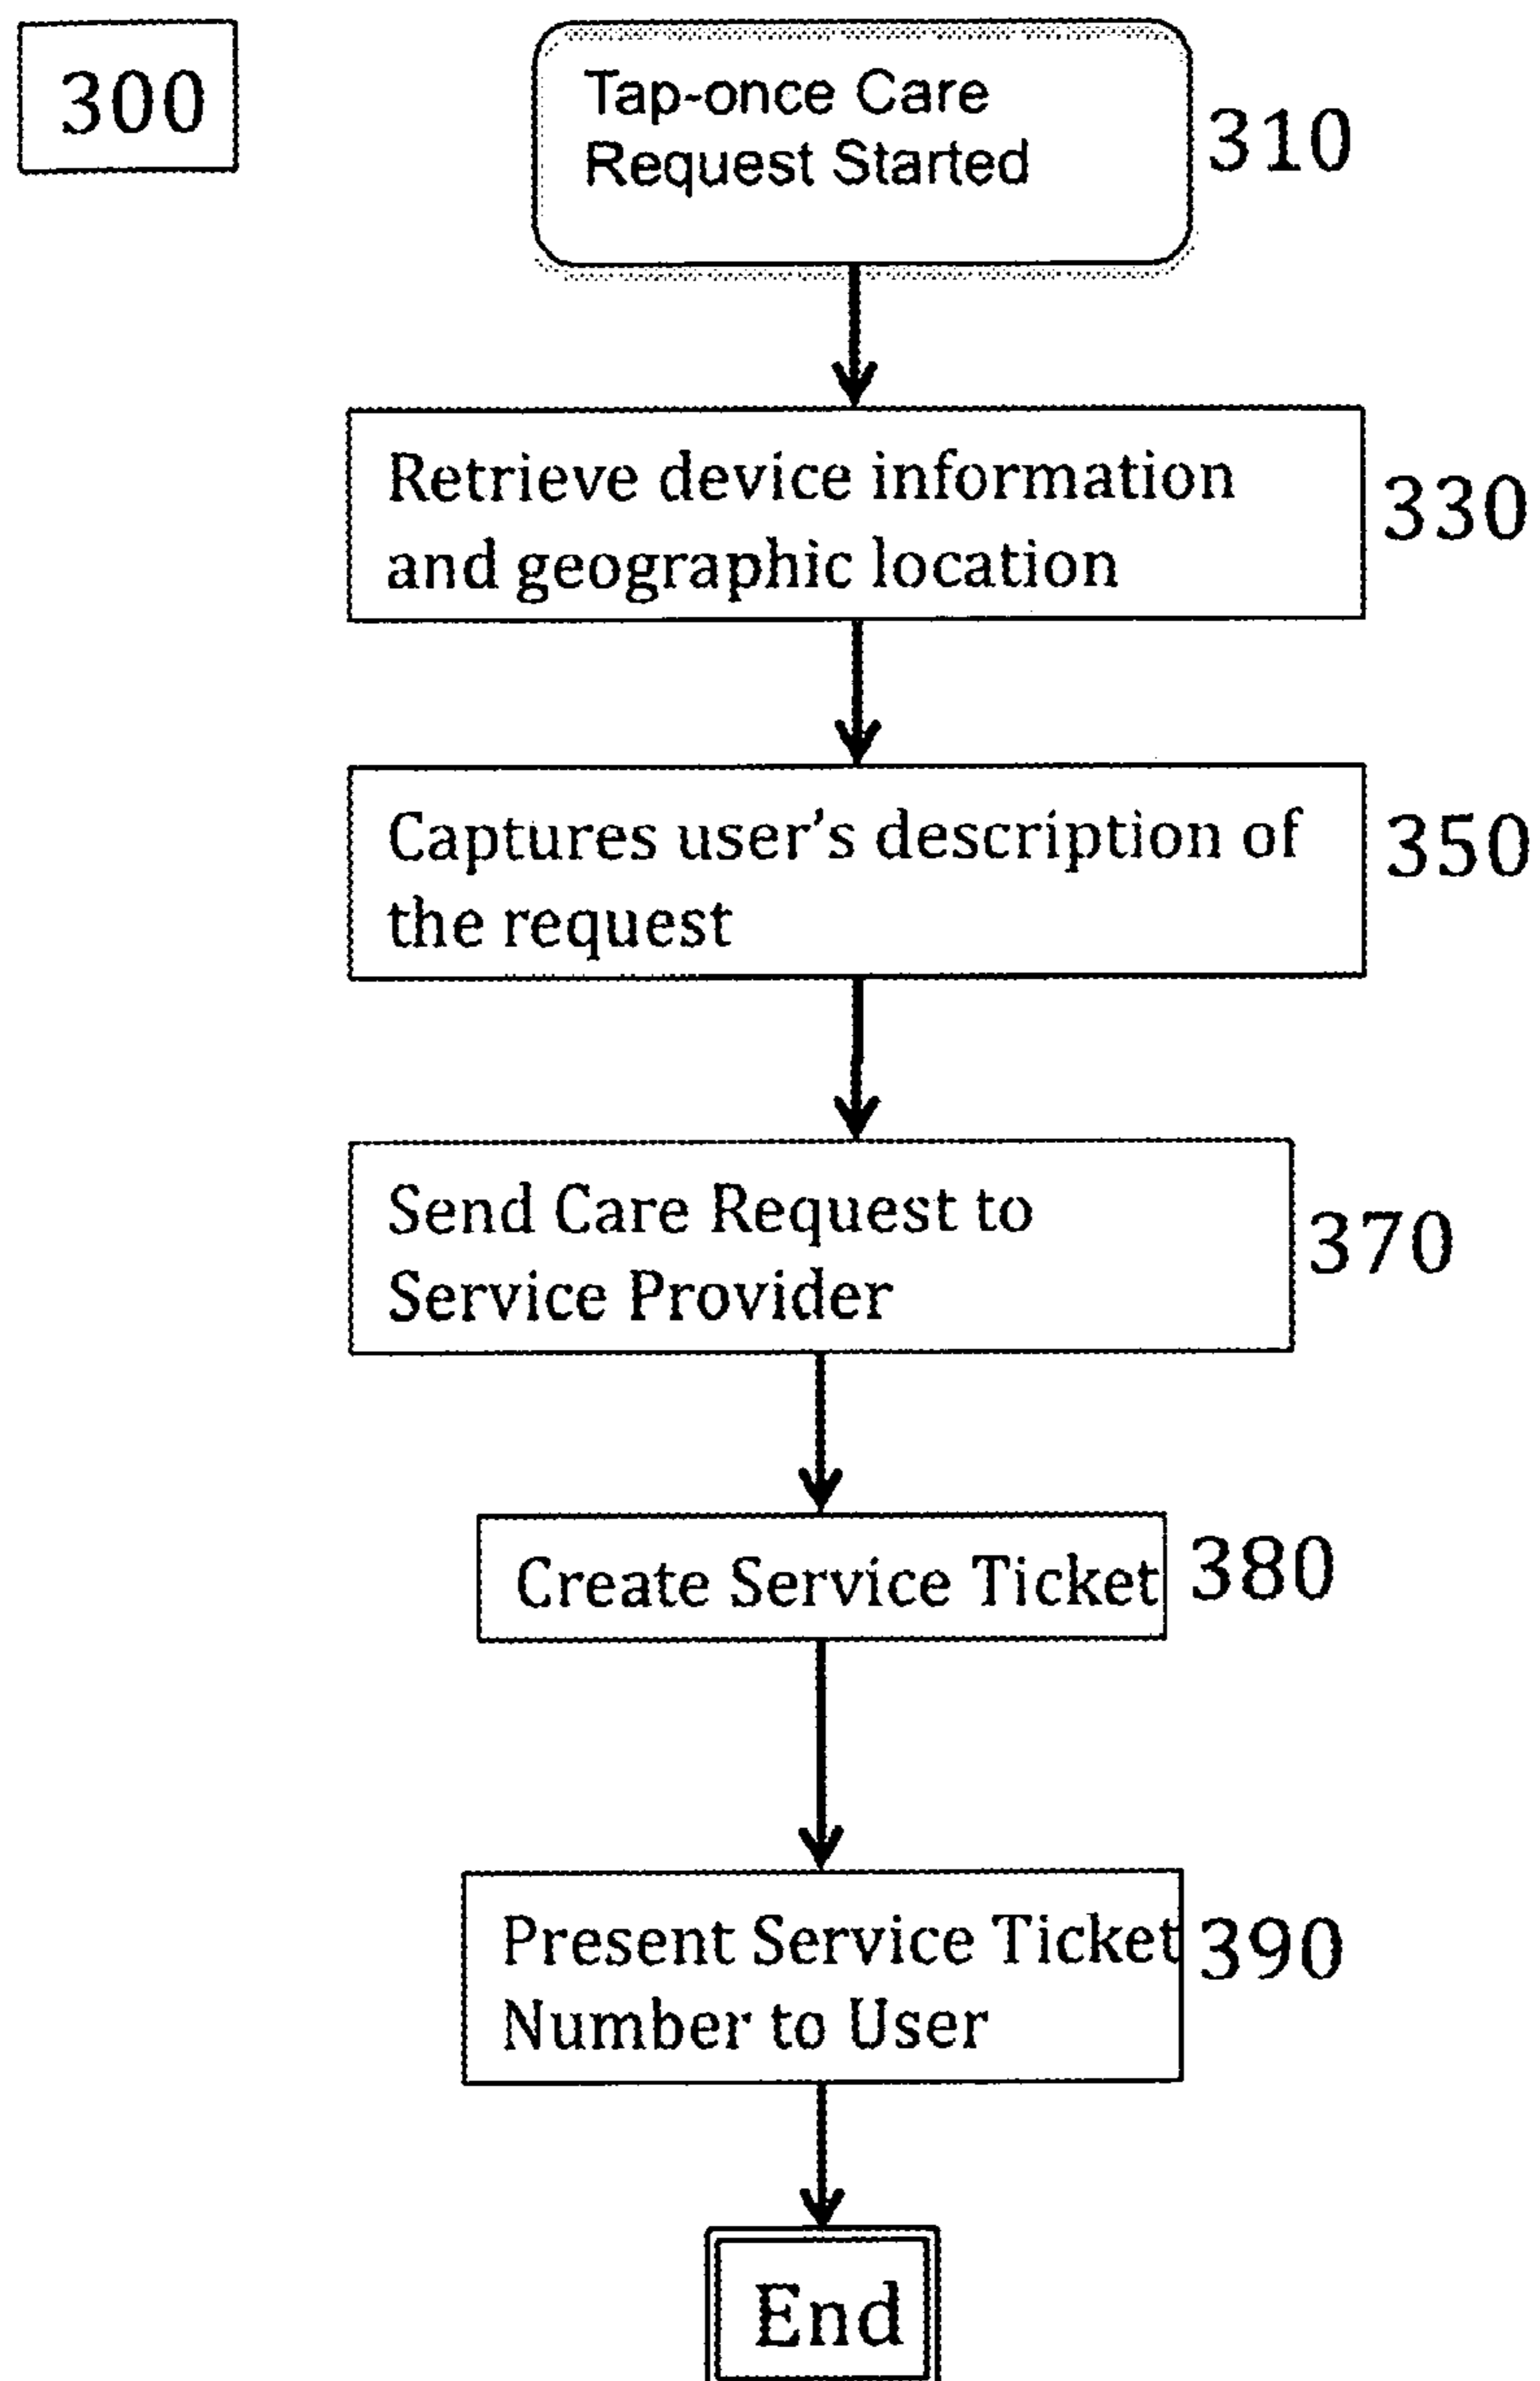 300
Tap-once Care
Request Started
310
Retrieve device information
and geographic location
330
Captures user's description of
the request
350
Send Care Request to
Service Provider
370
Create Service Ticket
380
Present Service Ticket
Number to User
390
End